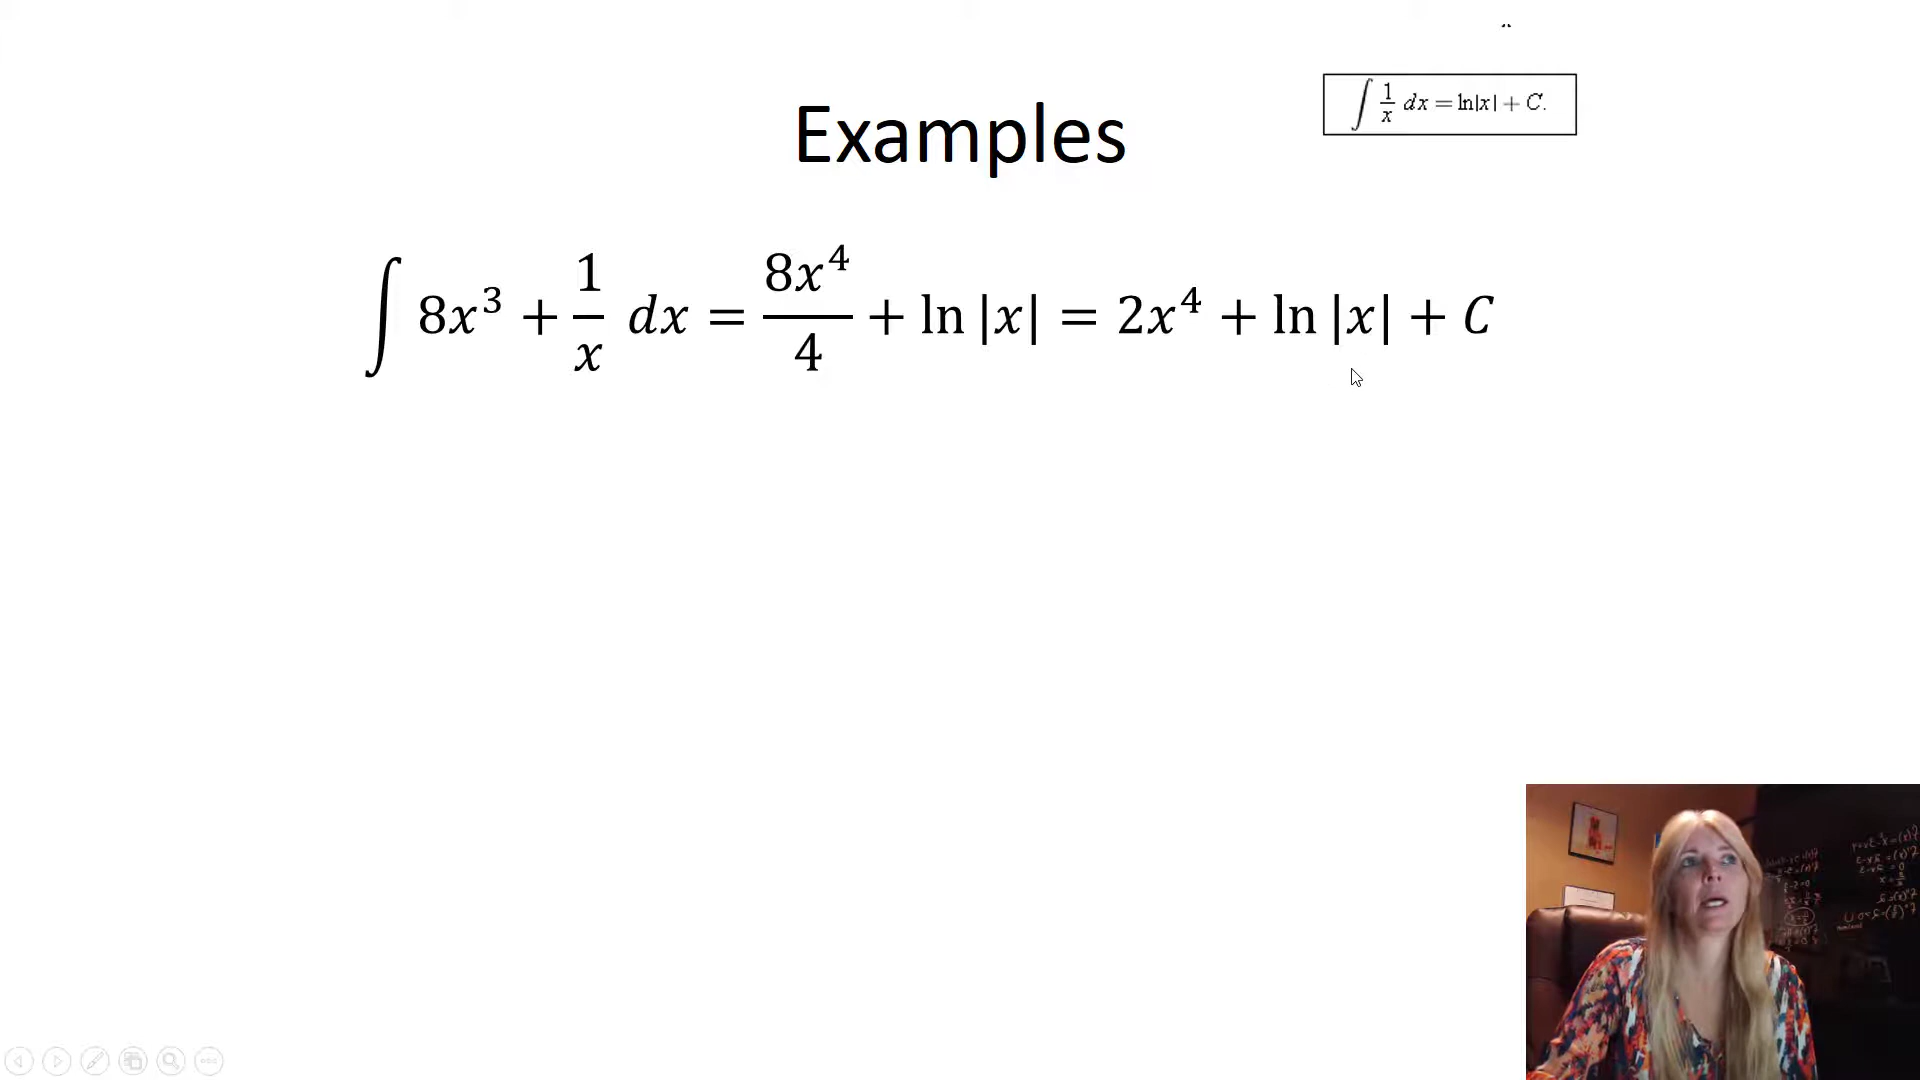 Examples
∫ 1/x dx = ln|x| + C.
∫ 8x³ + 1/x dx = 8x⁴/4 + ln |x| = 2x⁴ + ln |x| + C